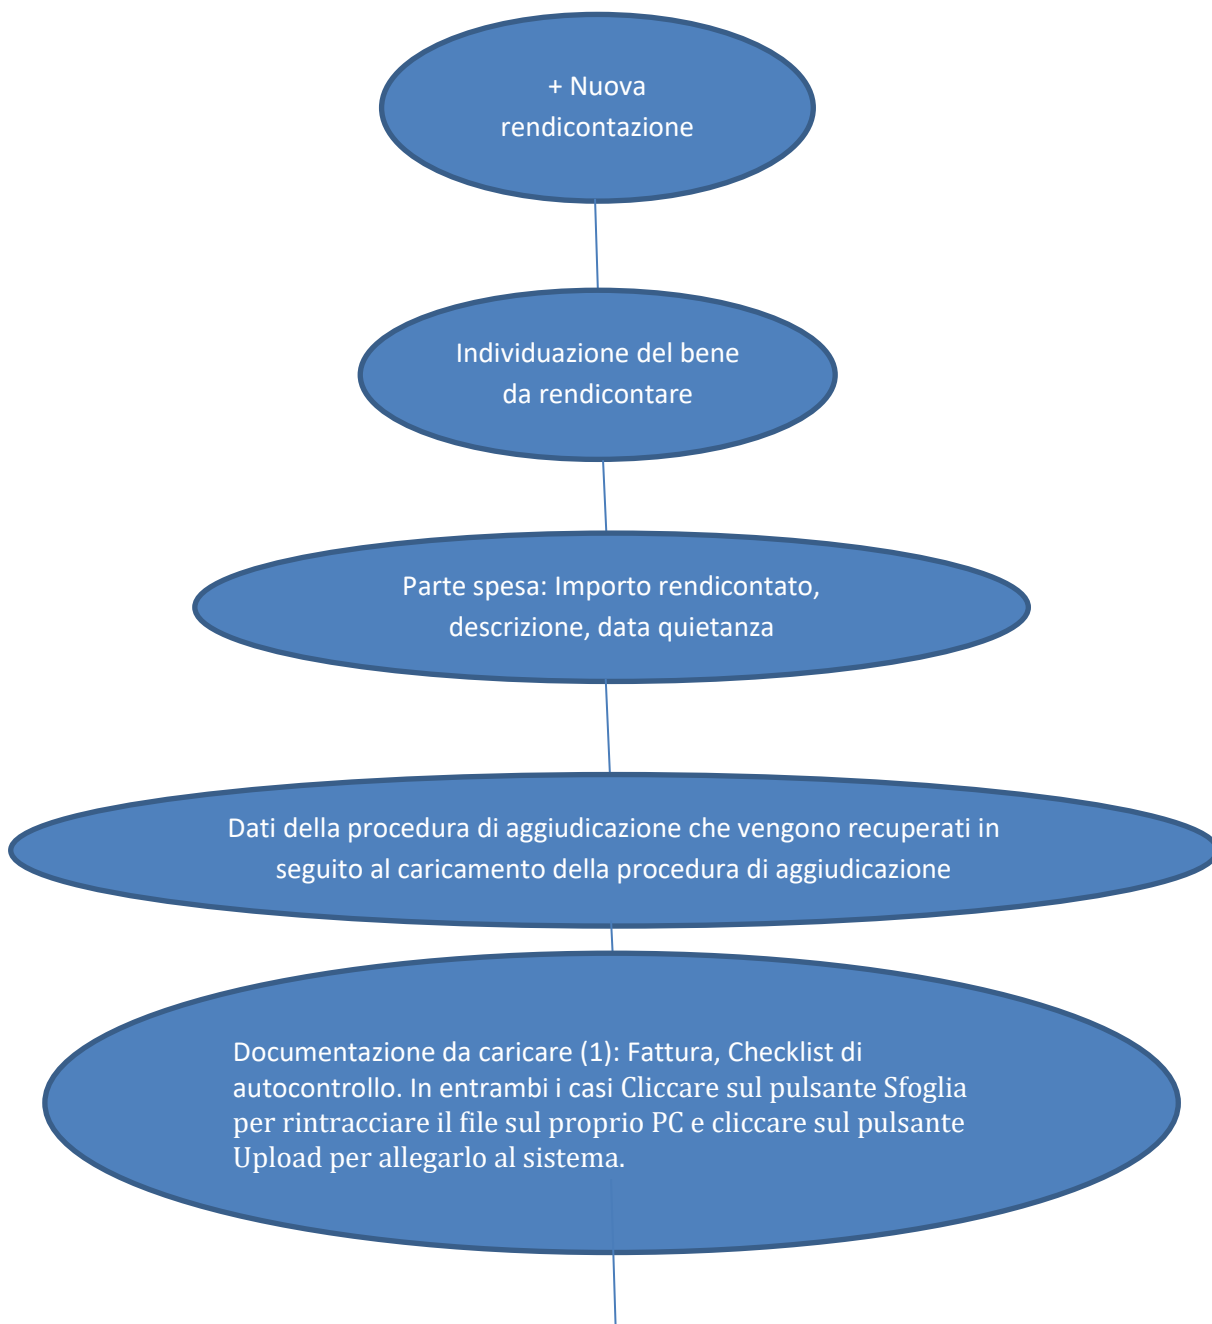 + Nuova
rendicontazione
Individuazione del bene
da rendicontare
Parte spesa: Importo rendicontato,
descrizione, data quietanza
Dati della procedura di aggiudicazione che vengono recuperati in
seguito al caricamento della procedura di aggiudicazione
Documentazione da caricare (1): Fattura, Checklist di
autocontrollo. In entrambi i casi Cliccare sul pulsante Sfoglia
per rintracciare il file sul proprio PC e cliccare sul pulsante
Upload per allegarlo al sistema.